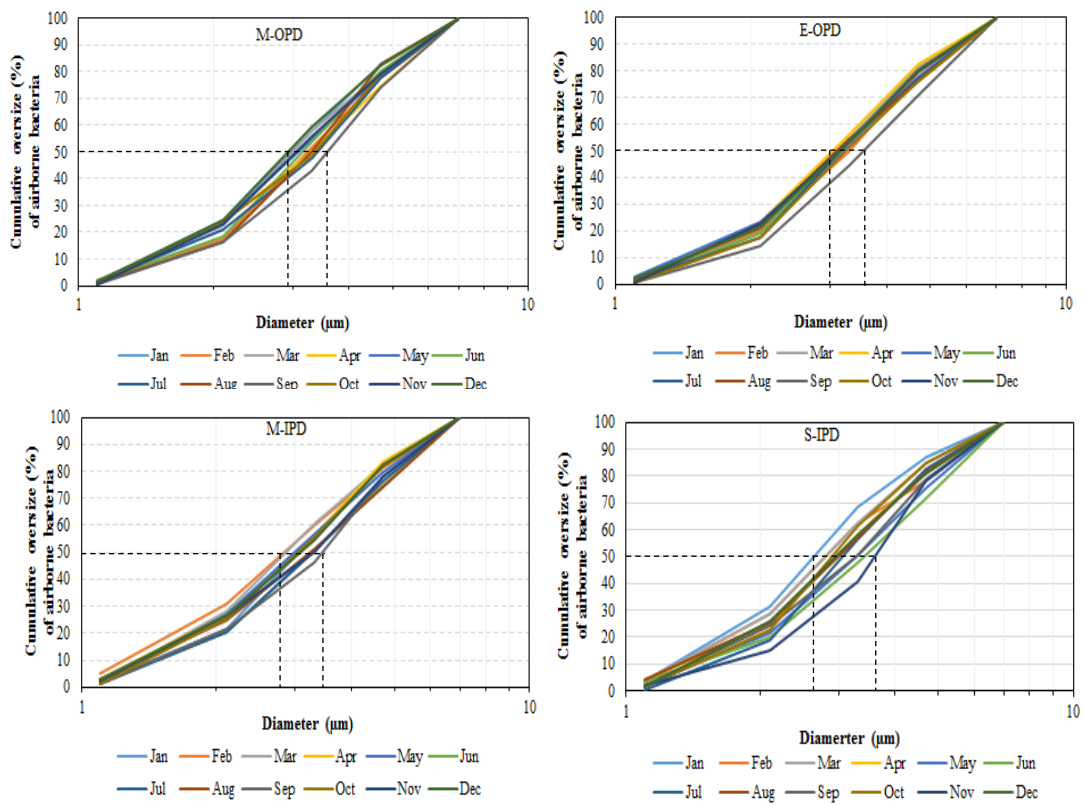 M-OPD
Cumulative oversize (%)
of airborne bacteria
100
90
80
70
60
50
40
30
20
10
0
1
10
Diameter (µm)
Jan Feb Mar Apr May Jun
Jul Aug Sep Oct Nov Dec
E-OPD
Cumulative oversize (%)
of airborne bacteria
100
90
80
70
60
50
40
30
20
10
0
1
10
Diameter (µm)
Jan Feb Mar Apr May Jun
Jul Aug Sep Oct Nov Dec
M-IPD
Cumulative oversize (%)
of airborne bacteria
100
90
80
70
60
50
40
30
20
10
0
1
10
Diameter (µm)
Jan Feb Mar Apr May Jun
Jul Aug Sep Oct Nov Dec
S-IPD
Cumulative oversize (%)
of airborne bacteria
100
90
80
70
60
50
40
30
20
10
0
1
10
Diamerter (µm)
Jan Feb Mar Apr May Jun
Jul Aug Sep Oct Nov Dec